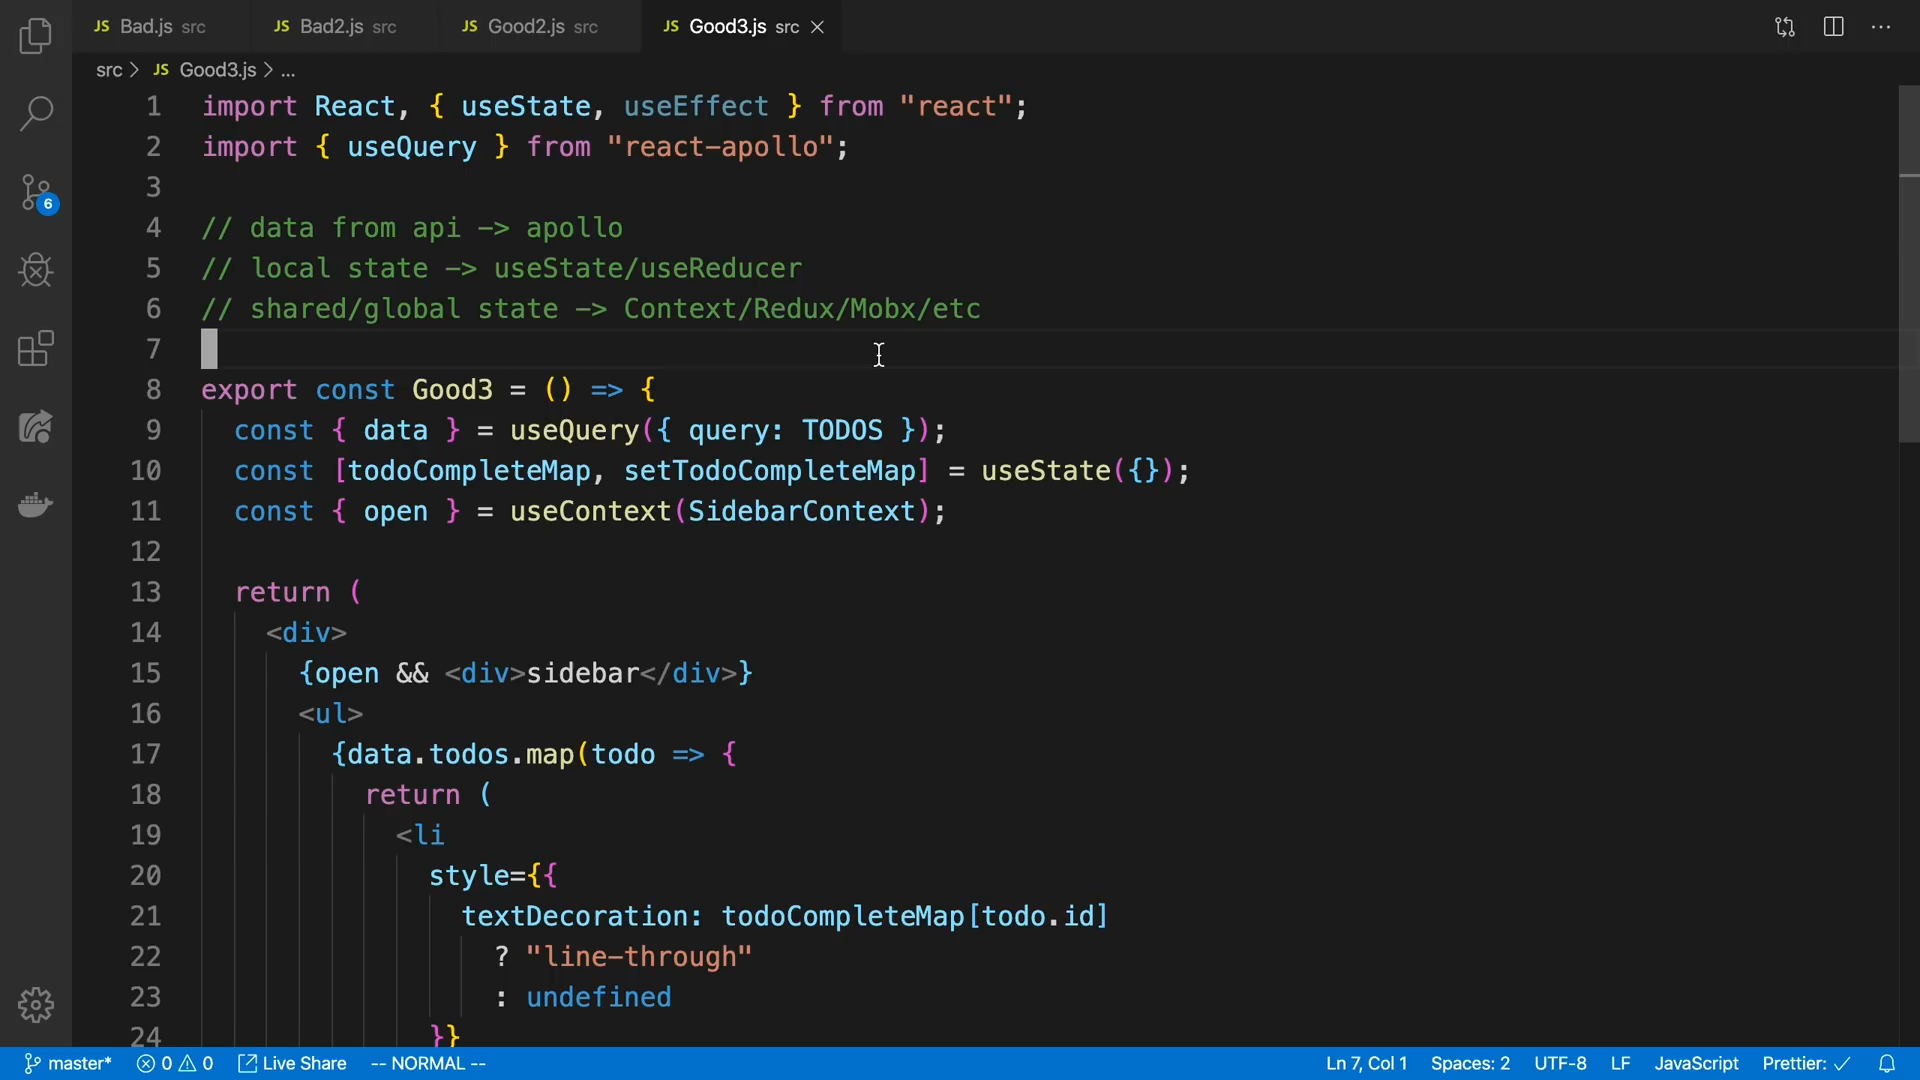 JS Bad.js src JS Bad2.js src JS Good2.js src JS Good3.js src
src > JS Good3.js > ...
1 import React, { useState, useEffect } from "react";
2 import { useQuery } from "react-apollo";
3
4 // data from api -> apollo
5 // local state -> useState/useReducer
6 // shared/global state -> Context/Redux/Mobx/etc
7
8 export const Good3 = () => {
9 const { data } = useQuery({ query: TODOS });
10 const [todoCompleteMap, setTodoCompleteMap] = useState({});
11 const { open } = useContext(SidebarContext);
12
13 return (
14 <div>
15 {open && <div>sidebar</div>}
16 <ul>
17 {data.todos.map(todo => {
18 return (
19 <li
20 style={{
21 textDecoration: todoCompleteMap[todo.id]
22 ? "line-through"
23 : undefined
24 }}
6
master* 0 0 Live Share -- NORMAL -- Ln 7, Col 1 Spaces: 2 UTF-8 LF JavaScript Prettier: ✓